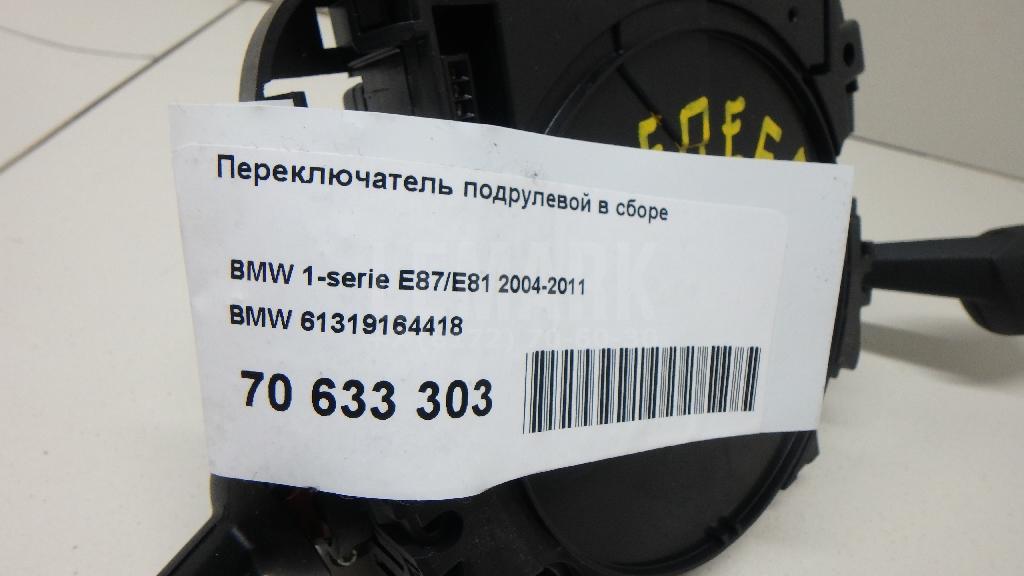 Переключатель подрулевой в сборе
BMW 1-serie E87/E81 2004-2011
BMW 61319164418
70 633 303